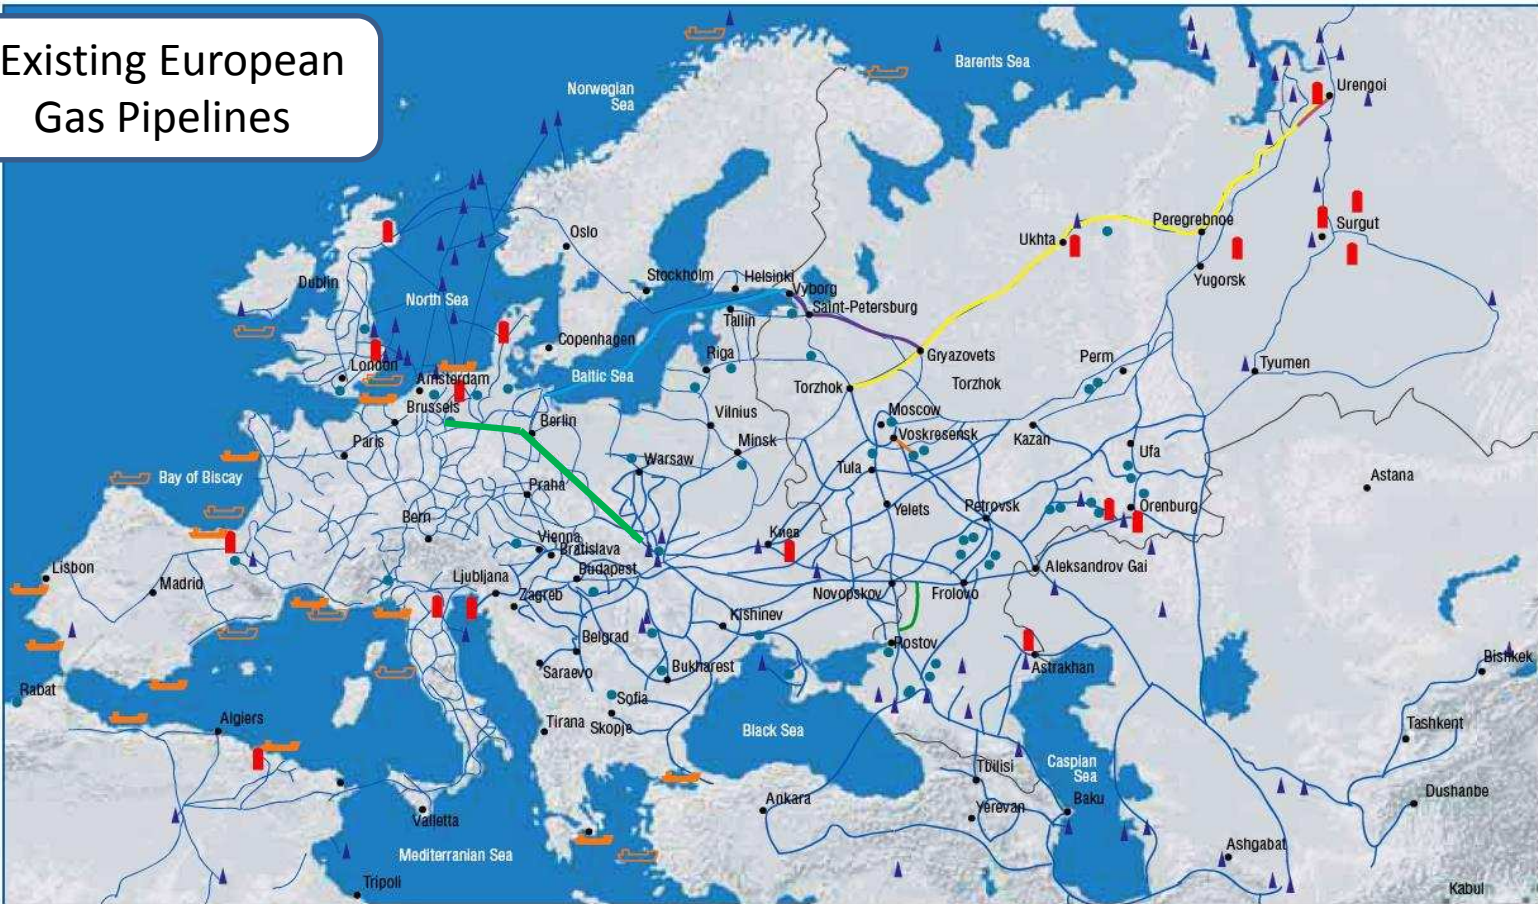 Existing European
Gas Pipelines
Barents Sea
Urengoi
Norwegian
Sea
Oslo
Peregrebnoe
Surgut
Ukhta
Dublin
Stockholm
Helsinki
Vyborg
Yugorsk
North Sea
Saint-Petersburg
Tallin
Copenhagen
Riga
Gryazovets
Perm
Tyumen
London
Amsterdam
Baltic Sea
Torzhok
Torzhok
Brussels
Berlin
Vilnius
Moscow
Voskresensk
Kazan
Paris
Minsk
Ufa
Warsaw
Tula
Bay of Biscay
Praha
Astana
Bern
Yelets
Petrovsk
Orenburg
Vienna
Knea
Bratislava
Lisbon
Madrid
Ljubljana
Budapest
Aleksandrov Gai
Zagreb
Novopskov
Frolovo
Kishinev
Belgrad
Rostov
Saraevo
Bukharest
Astrakhan
Bishkek
Rabat
Sofia
Algiers
Tirana
Skopje
Black Sea
Tashkent
Tbilisi
Caspian
Sea
Ankara
Yerevan
Baku
Dushanbe
Valletta
Mediterranean Sea
Ashgabat
Tripoli
Kabul